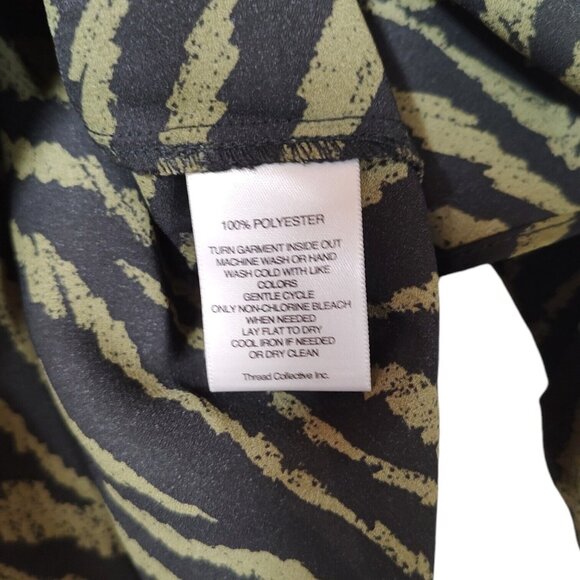 100% POLYESTER
TURN GARMENT INSIDE OUT
MACHINE WASH OR HAND
WASH COLD WITH LIKE
COLORS
GENTLE CYCLE
ONLY NON-CHLORINE BLEACH
WHEN NEEDED
LAY FLAT TO DRY
COOL IRON IF NEEDED
OR DRY CLEAN
Thread Collective Inc.